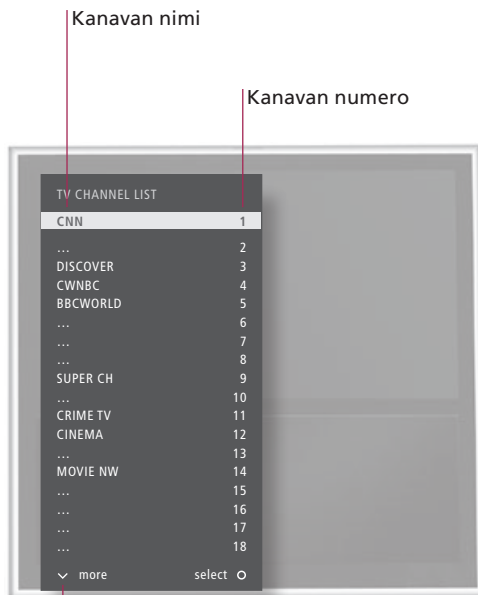 Kanavan nimi
Kanavan numero
TV CHANNEL LIST
CNN 1
... 2
DISCOVER 3
CWNBC 4
BBCWORLD 5
... 6
... 7
... 8
SUPER CH 9
... 10
CRIME TV 11
CINEMA 12
... 13
MOVIE NW 14
... 15
... 16
... 17
... 18
more select